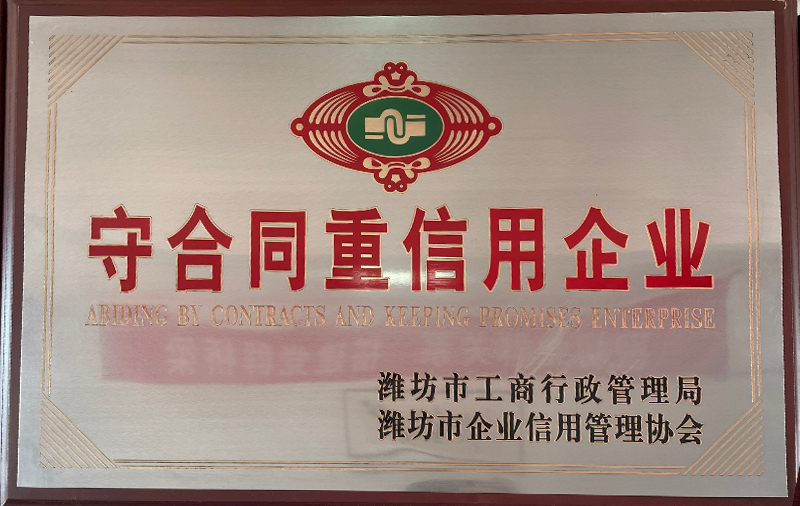 守合同重信用企业
ABIDING BY CONTRACTS AND KEEPING PROMISES ENTERPRISE
潍坊市工商行政管理局
潍坊市企业信用管理协会